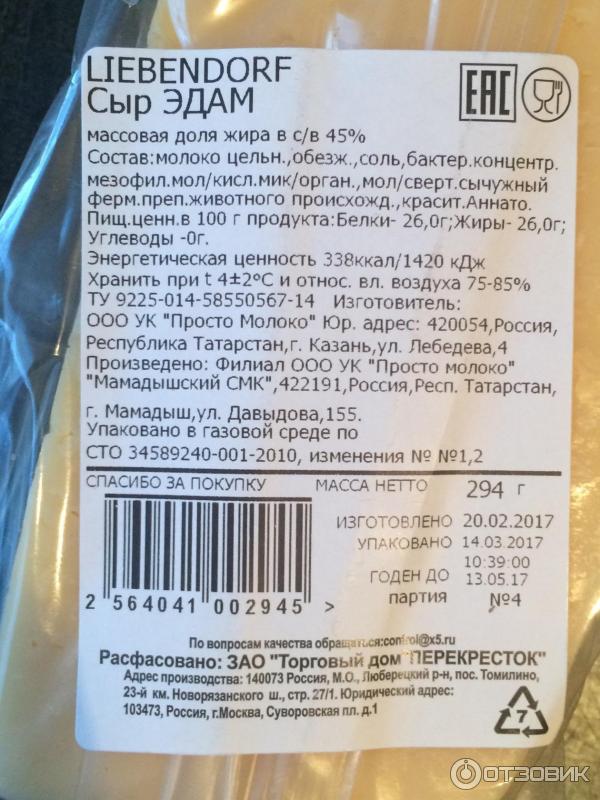 LIEBENDORF
Сыр ЭДАМ
EAC
массовая доля жира в с/в 45%
Состав:молоко цельн.,обезж.,соль,бактер.концентр.
мезофил.мол/кисл.мик/орган.,мол/сверт.сычужный
ферм.преп.животного происхожд.,красит.Аннато.
Пищ.ценн.в 100 г продукта:Белки- 26,0г;Жиры- 26,0г;
Углеводы -0г.
Энергетическая ценность 338ккал/1420 кДж
Хранить при t 4±2°С и относ. вл. воздуха 75-85%
ТУ 9225-014-58550567-14 Изготовитель:
ООО УК "Просто Молоко" Юр. адрес: 420054,Россия,
Республика Татарстан,г. Казань,ул. Лебедева,4
Произведено: Филиал ООО УК "Просто молоко"
"Мамадышский СМК",422191,Россия,Респ. Татарстан,
г. Мамадыш,ул. Давыдова,155.
Упаковано в газовой среде по
СТО 34589240-001-2010, изменения № №1,2
СПАСИБО ЗА ПОКУПКУ МАССА НЕТТО 294 г
ИЗГОТОВЛЕНО 20.02.2017
УПАКОВАНО 14.03.2017
10:39:00
ГОДЕН ДО 13.05.17
партия №4
2 564041 002945 >
По вопросам качества обращаться:control@x5.ru
Расфасовано: ЗАО "Торговый дом "ПЕРЕКРЕСТОК"
Адрес производства: 140073 Россия, М.О., Люберецкий р-н, пос. Томилино,
23-й км. Новорязанского ш., стр. 27/1. Юридический адрес:
103473, Россия, г.Москва, Суворовская пл. д.1
7
ОТЗОВИК